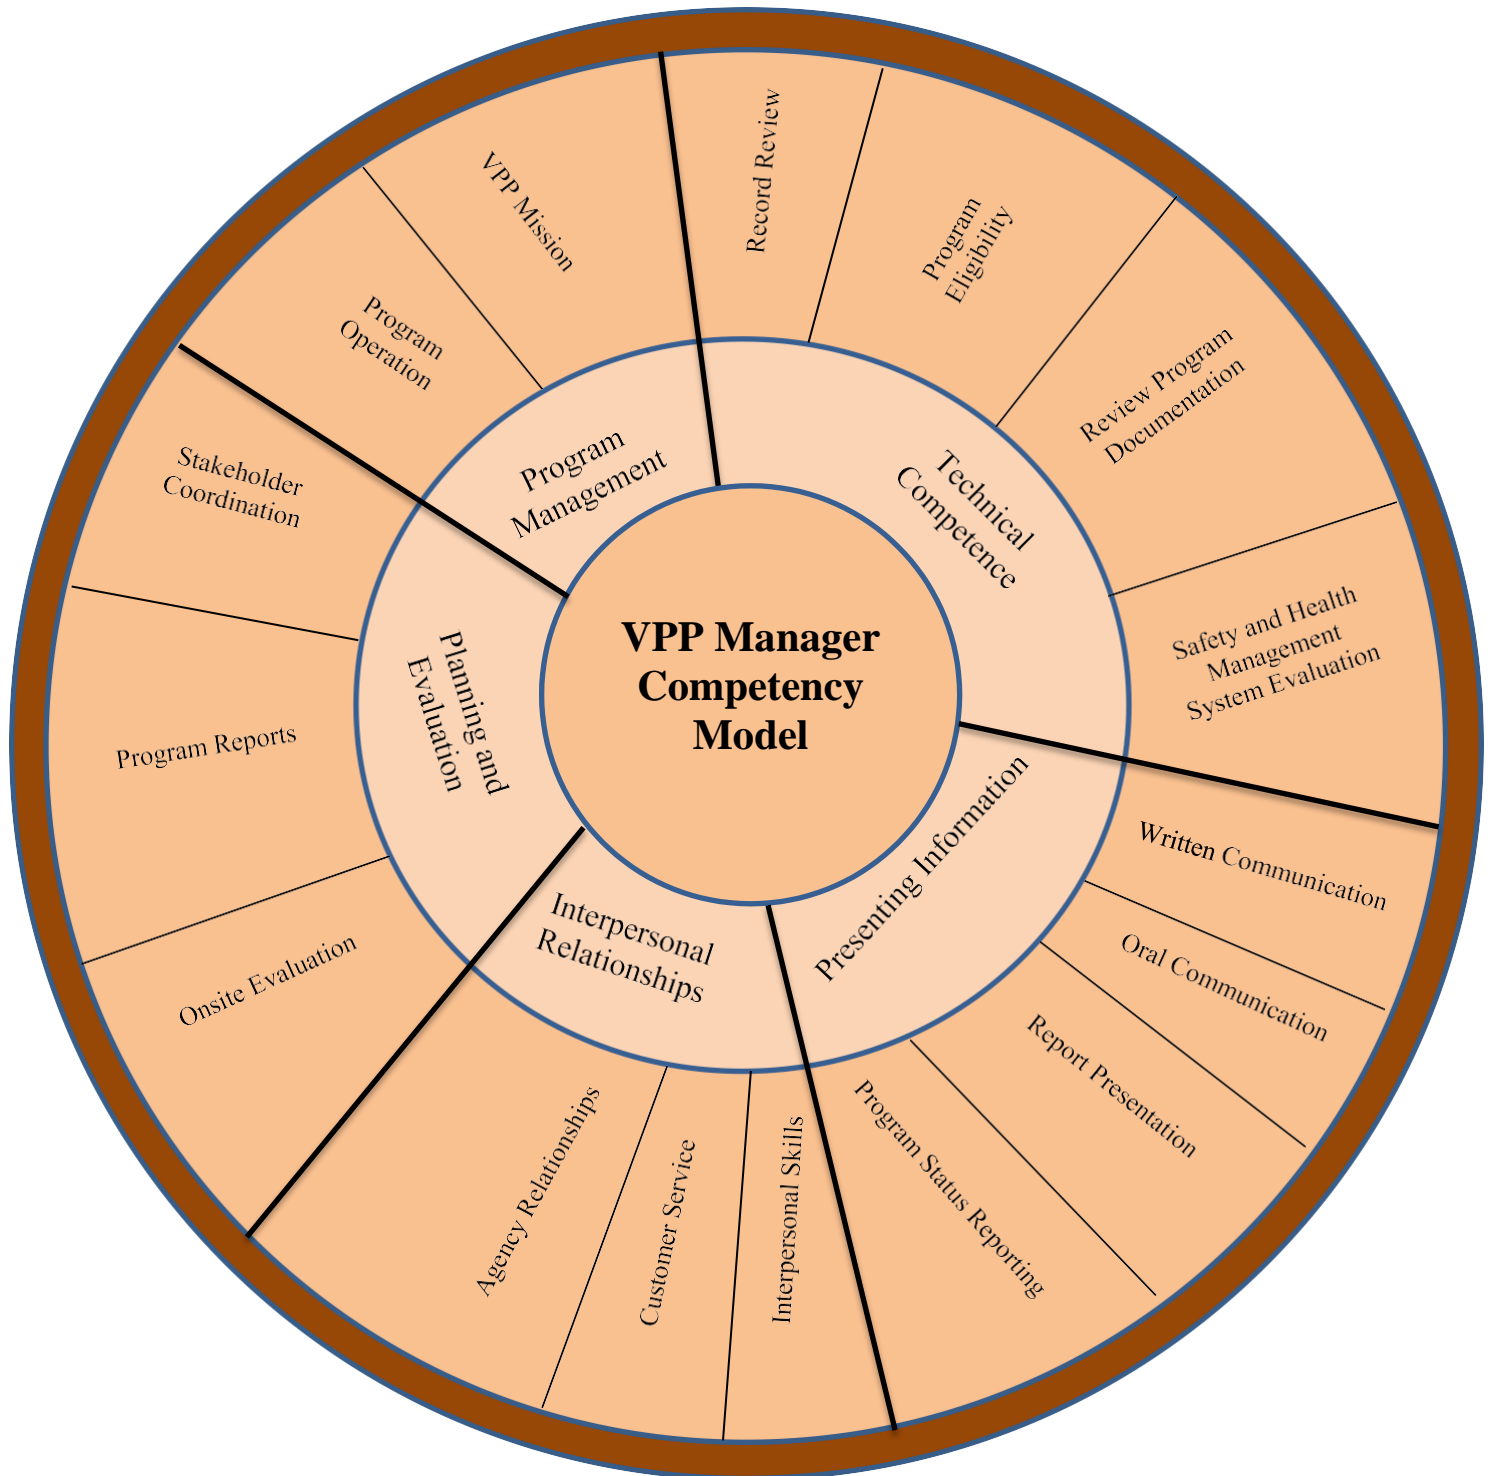 VPP Manager
Competency
Model
Technical
Competence
Record Review
Program
Eligibility
Review Program
Documentation
Safety and Health
Management
System Evaluation
Presenting Information
Written Communication
Oral Communication
Report Presentation
Program Status Reporting
Interpersonal
Relationships
Interpersonal Skills
Customer Service
Agency Relationships
Planning and
Evaluation
Onsite Evaluation
Program Reports
Stakeholder
Coordination
Program
Management
Program
Operation
VPP Mission